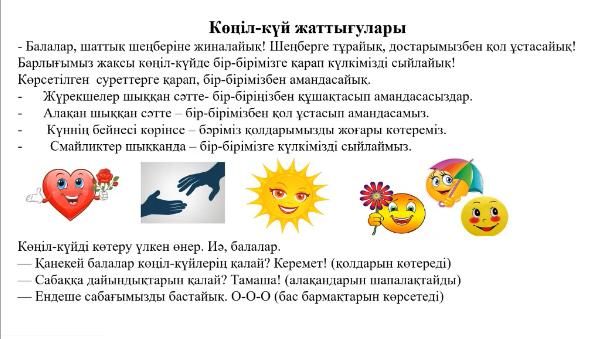 Көңіл-күй жаттығулары
- Балалар, шаттық шеңберіне жиналайық! Шеңберге тұрайық, достарымызбен қол ұстасайық!
Барлығымыз жақсы көңіл-күйде бір-бірімізге қарап күлкімізді сыйлайық!
Көрсетілген суреттерге қарап, бір-бірімізбен амандасайық.
- Жүрекшелер шыққан сәтте- бір-біріңізбен құшақтасып амандасасыздар.
- Алақан шыққан сәтте – бір-бірімізбен қол ұстасып амандасамыз.
- Күннің бейнесі көрінсе – бәріміз қолдарымызды жоғары көтереміз.
- Смайликтер шыққанда – бір-бірімізге күлкімізді сыйлаймыз.
Көңіл-күйді көтеру үлкен өнер. Иә, балалар.
— Қанекей балалар көңіл-күйлерің қалай? Керемет! (қолдарын көтереді)
— Сабаққа дайындықтарың қалай? Тамаша! (алақандарын шапалақтайды)
— Ендеше сабағымызды бастайық. О-О-О (бас бармақтарын көрсетеді)